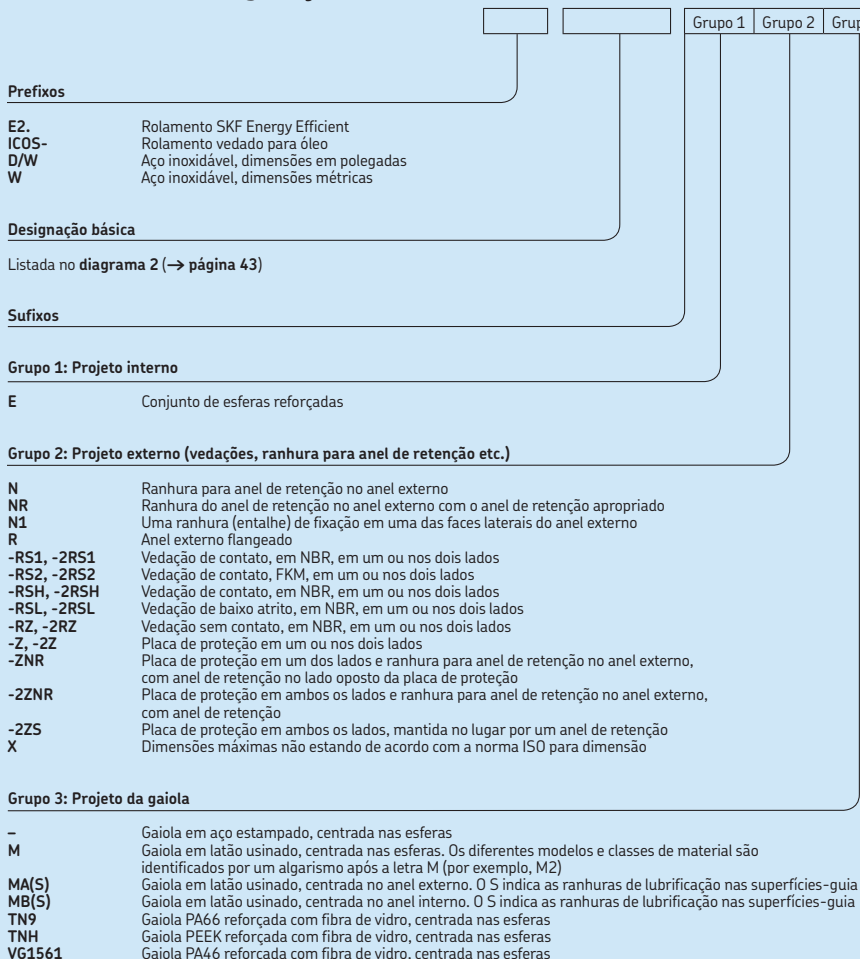 Grupo 1 Grupo 2
Prefixos
E2. Rolamento SKF Energy Efficient
ICOS- Rolamento vedado para óleo
D/W Aço inoxidável, dimensões em polegadas
W Aço inoxidável, dimensões métricas
Designação básica
Listada no diagrama 2 (→ página 43)
Sufixos
Grupo 1: Projeto interno
E Conjunto de esferas reforçadas
Grupo 2: Projeto externo (vedações, ranhura para anel de retenção etc.)
N Ranhura para anel de retenção no anel externo
NR Ranhura do anel de retenção no anel externo com o anel de retenção apropriado
N1 Uma ranhura (entalhe) de fixação em uma das faces laterais do anel externo
R Anel externo flangeado
-RS1, -2RS1 Vedação de contato, em NBR, em um ou nos dois lados
-RS2, -2RS2 Vedação de contato, FKM, em um ou nos dois lados
-RSH, -2RSH Vedação de contato, em NBR, em um ou nos dois lados
-RSL, -2RSL Vedação de baixo atrito, em NBR, em um ou nos dois lados
-RZ, -2RZ Vedação sem contato, em NBR, em um ou nos dois lados
-Z, -2Z Placa de proteção em um ou nos dois lados
-ZNR Placa de proteção em um dos lados e ranhura para anel de retenção no anel externo,
com anel de retenção no lado oposto da placa de proteção
-2ZNR Placa de proteção em ambos os lados e ranhura para anel de retenção no anel externo,
com anel de retenção
-2ZS Placa de proteção em ambos os lados, mantida no lugar por um anel de retenção
X Dimensões máximas não estando de acordo com a norma ISO para dimensão
Grupo 3: Projeto da gaiola
– Gaiola em aço estampado, centrada nas esferas
M Gaiola em latão usinado, centrada nas esferas. Os diferentes modelos e classes de material são
identificados por um algarismo após a letra M (por exemplo, M2)
MA(S) Gaiola em latão usinado, centrada no anel externo. O S indica as ranhuras de lubrificação nas superfícies-guia
MB(S) Gaiola em latão usinado, centrada no anel interno. O S indica as ranhuras de lubrificação nas superfícies-guia
TN9 Gaiola PA66 reforçada com fibra de vidro, centrada nas esferas
TNH Gaiola PEEK reforçada com fibra de vidro, centrada nas esferas
VG1561 Gaiola PA46 reforçada com fibra de vidro, centrada nas esferas